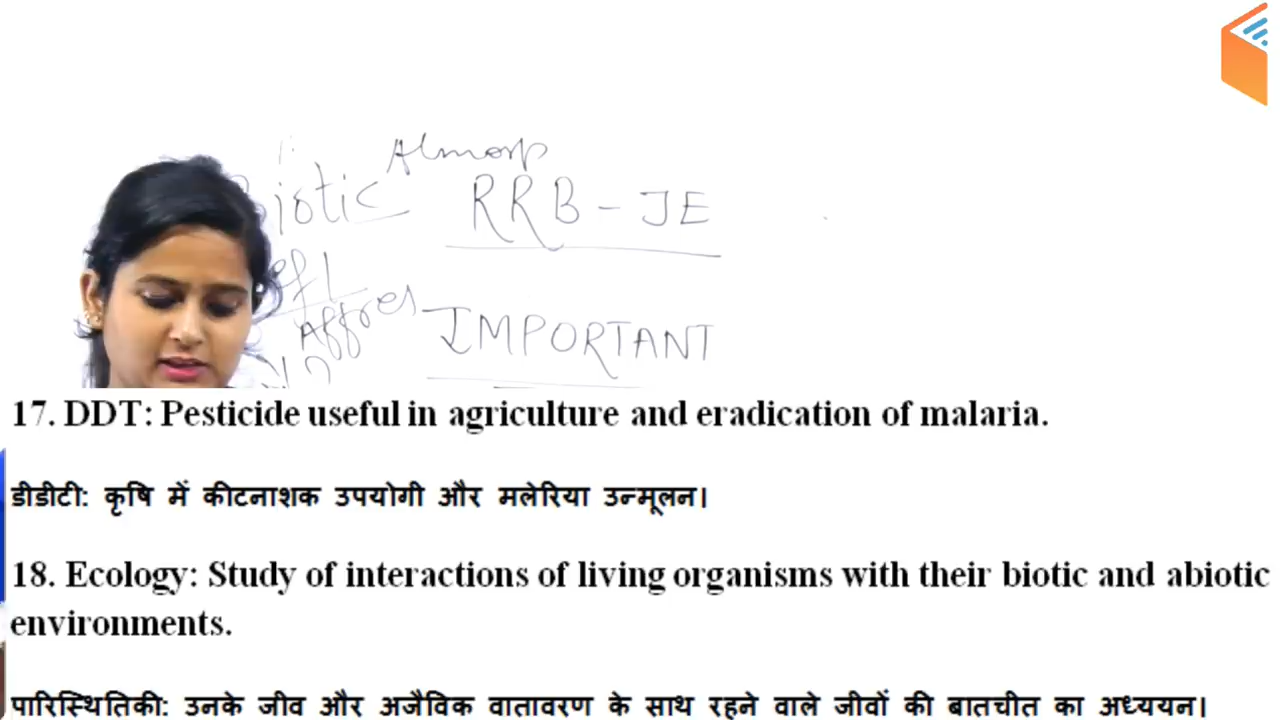 iotic
RRB - JE
IMPORTANT
17. DDT: Pesticide useful in agriculture and eradication of malaria.
डीडीटी: कृषि में कीटनाशक उपयोगी और मलेरिया उन्मूलन।
18. Ecology: Study of interactions of living organisms with their biotic and abiotic
environments.
पारिस्थितिकी: उनके जीव और अजैविक वातावरण के साथ रहने वाले जीवों की बातचीत का अध्ययन।